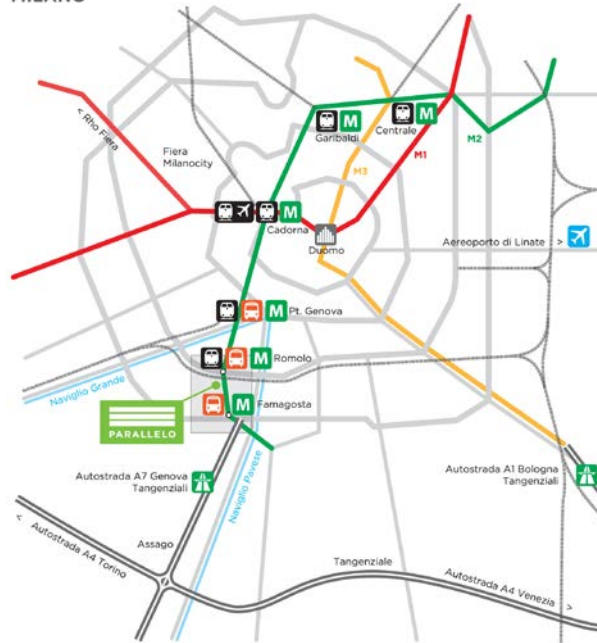 MILANO
< Rho Fiera
Fiera
Milanocity
M
Garibaldi
Centrale
M
M2
M1
M3
M
Cadorna
Duomo
Aereoporto di Linate >
M
Pt. Genova
M
Romolo
Naviglio Grande
PARALLELO
M
Famagosta
Autostrada A7 Genova
Tangenziali
Naviglio Pavese
Autostrada A1 Bologna
Tangenziali
<
Autostrada A4 Torino
Assago
Tangenziale
Autostrada A4 Venezia >